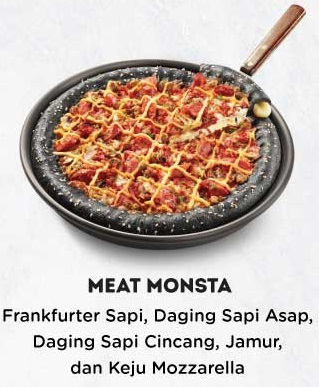 MEAT MONSTA
Frankfurter Sapi, Daging Sapi Asap,
Daging Sapi Cincang, Jamur,
dan Keju Mozzarella